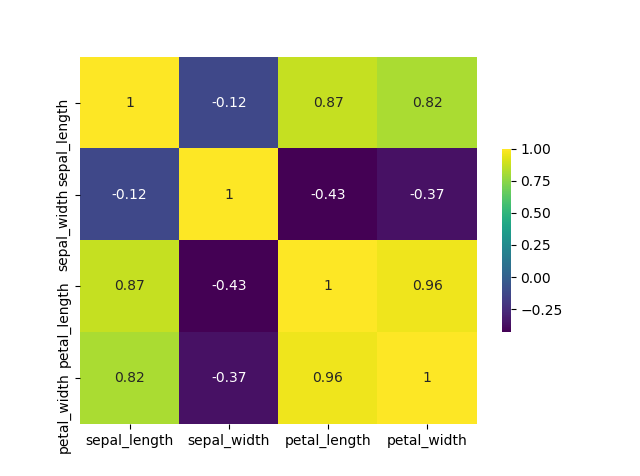 sepal_length 1 -0.12 0.87 0.82
sepal_width -0.12 1 -0.43 -0.37
petal_length 0.87 -0.43 1 0.96
petal_width 0.82 -0.37 0.96 1
sepal_length sepal_width petal_length petal_width
1.00
0.75
0.50
0.25
0.00
−0.25